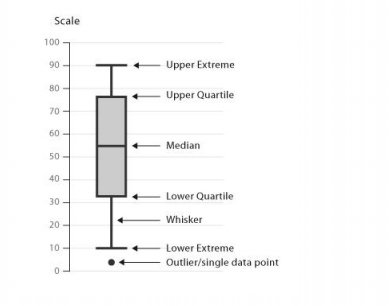 Scale
100
90
Upper Extreme
80
Upper Quartile
70
60
Median
50
40
Lower Quartile
30
Whisker
20
10
Lower Extreme
Outlier/single data point
0